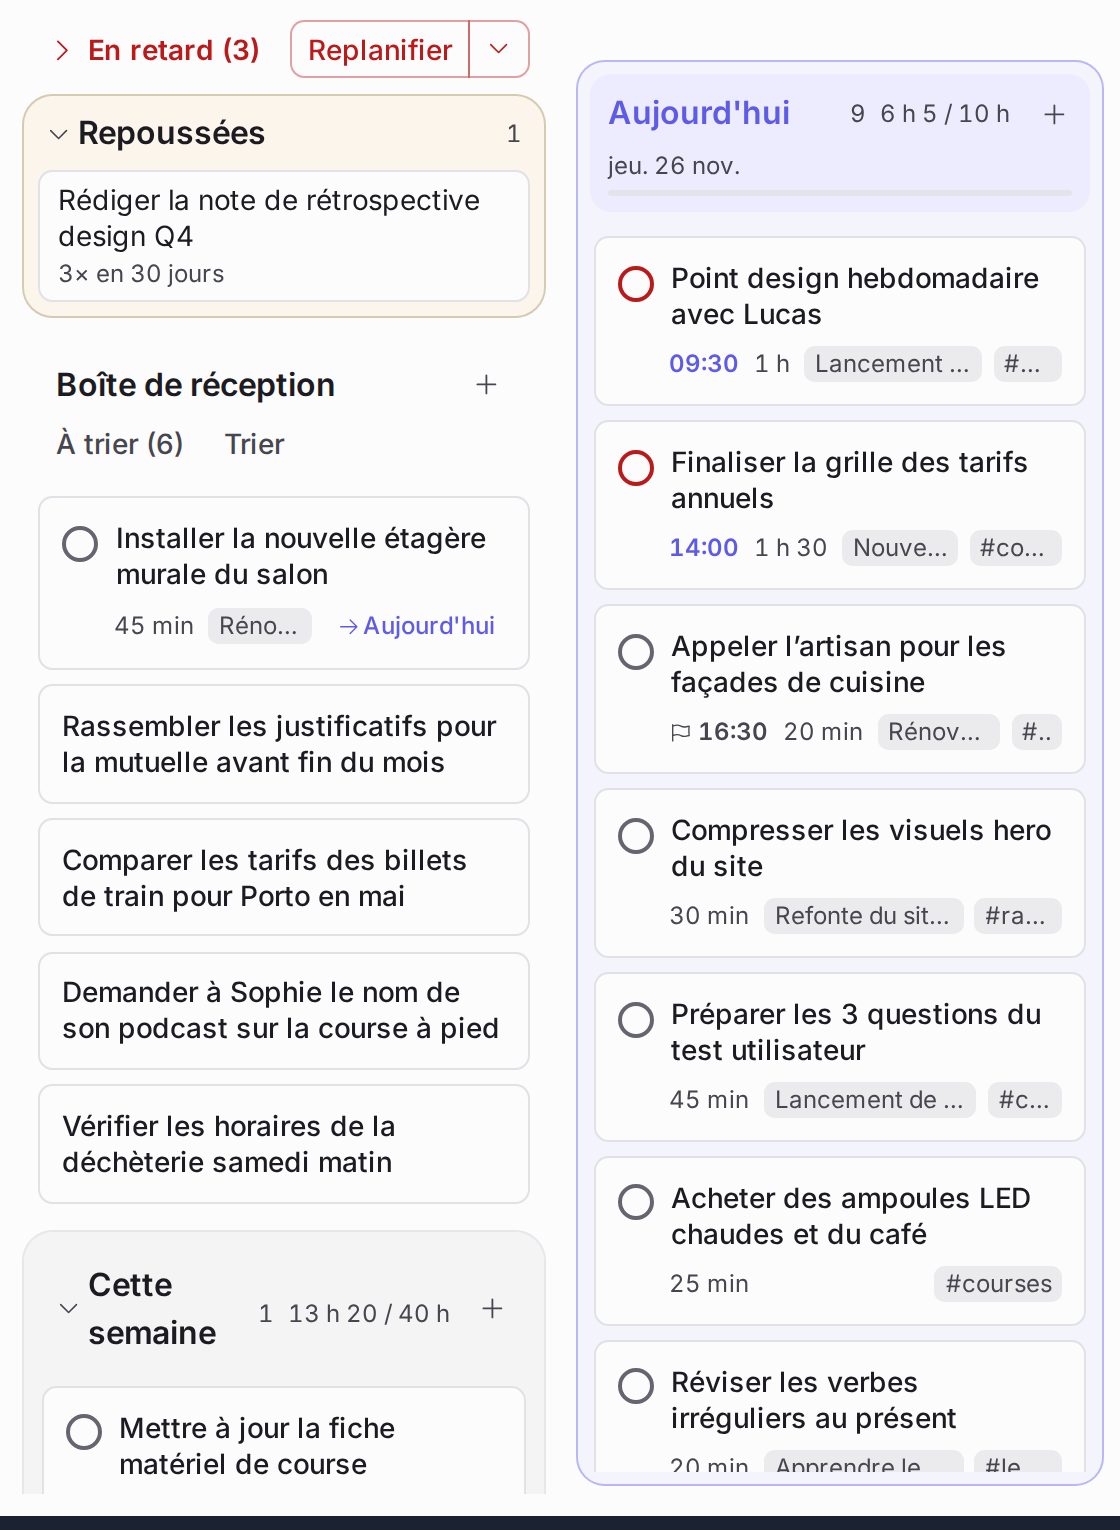 En retard (3)
Replanifier
Repoussées 1
Rédiger la note de rétrospective
design Q4
3× en 30 jours
Boîte de réception
À trier (6) Trier
Installer la nouvelle étagère
murale du salon
45 min Réno... → Aujourd'hui
Rassembler les justificatifs pour
la mutuelle avant fin du mois
Comparer les tarifs des billets
de train pour Porto en mai
Demander à Sophie le nom de
son podcast sur la course à pied
Vérifier les horaires de la
déchèterie samedi matin
Cette
semaine
1 13 h 20 / 40 h
Mettre à jour la fiche
matériel de course
Aujourd'hui 9 6 h 5 / 10 h
jeu. 26 nov.
Point design hebdomadaire
avec Lucas
09:30 1 h Lancement ... #...
Finaliser la grille des tarifs
annuels
14:00 1 h 30 Nouve... #co...
Appeler l’artisan pour les
façades de cuisine
16:30 20 min Rénov... #..
Compresser les visuels hero
du site
30 min Refonte du sit... #ra...
Préparer les 3 questions du
test utilisateur
45 min Lancement de ... #c...
Acheter des ampoules LED
chaudes et du café
25 min #courses
Réviser les verbes
irréguliers au présent
20 min Apprendre le #le